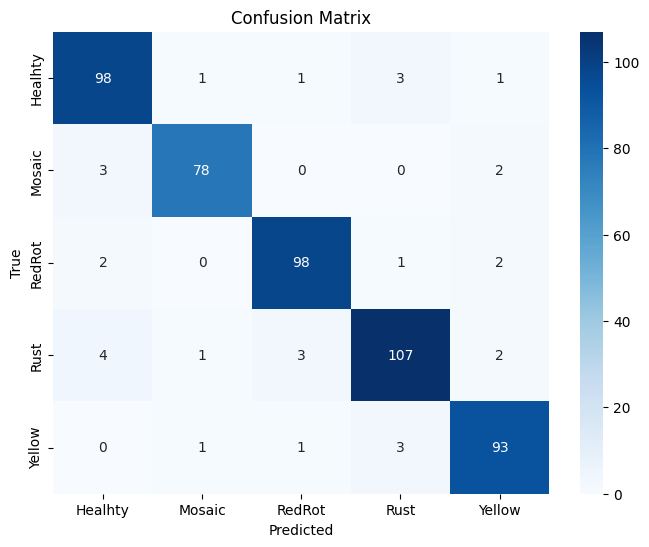 Confusion Matrix
Healhty 98 1 1 3 1
Mosaic 3 78 0 0 2
RedRot 2 0 98 1 2
Rust 4 1 3 107 2
Yellow 0 1 1 3 93
Healhty Mosaic RedRot Rust Yellow
Predicted
True
100
80
60
40
20
0